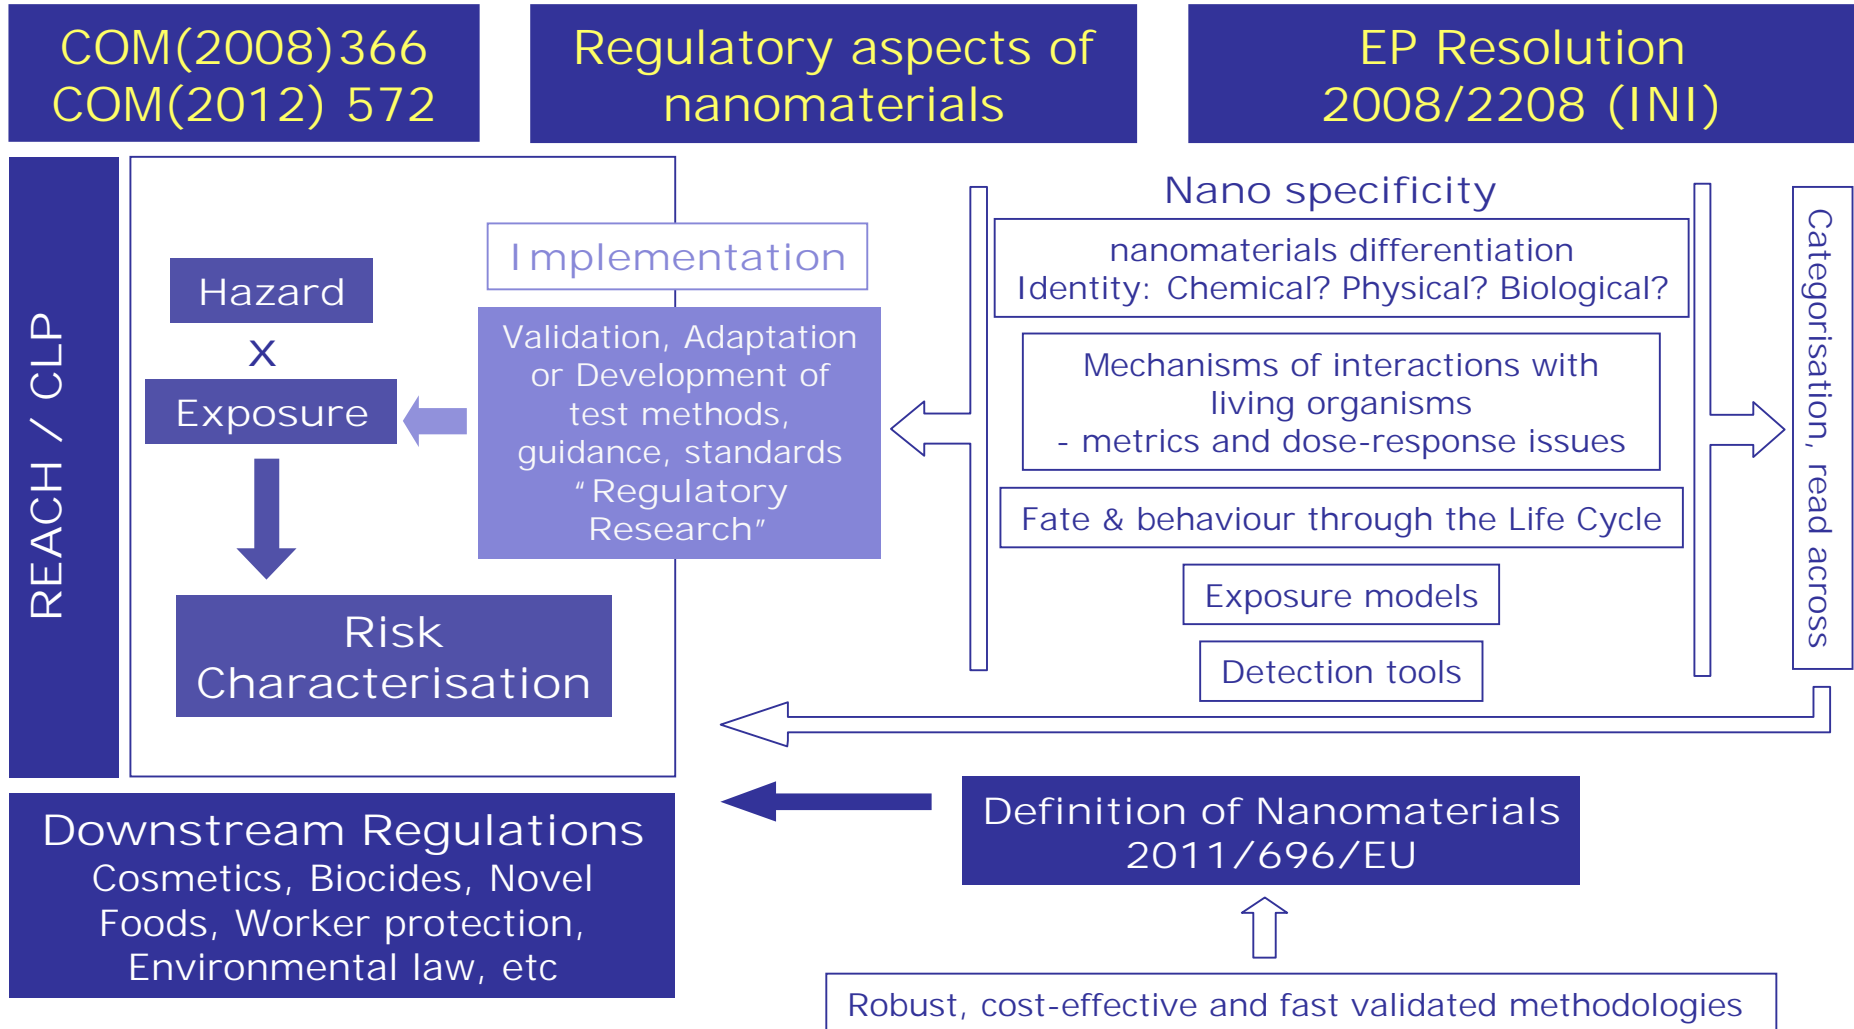 COM(2008)366
COM(2012) 572
Regulatory aspects of
nanomaterials
EP Resolution
2008/2208 (INI)
REACH / CLP
Hazard
x
Exposure
Risk
Characterisation
Implementation
Validation, Adaptation
or Development of
test methods,
guidance, standards
“Regulatory
Research”
Nano specificity
nanomaterials differentiation
Identity: Chemical? Physical? Biological?
Mechanisms of interactions with
living organisms
- metrics and dose-response issues
Fate & behaviour through the Life Cycle
Exposure models
Detection tools
Categorisation, read across
Downstream Regulations
Cosmetics, Biocides, Novel
Foods, Worker protection,
Environmental law, etc
Definition of Nanomaterials
2011/696/EU
Robust, cost-effective and fast validated methodologies